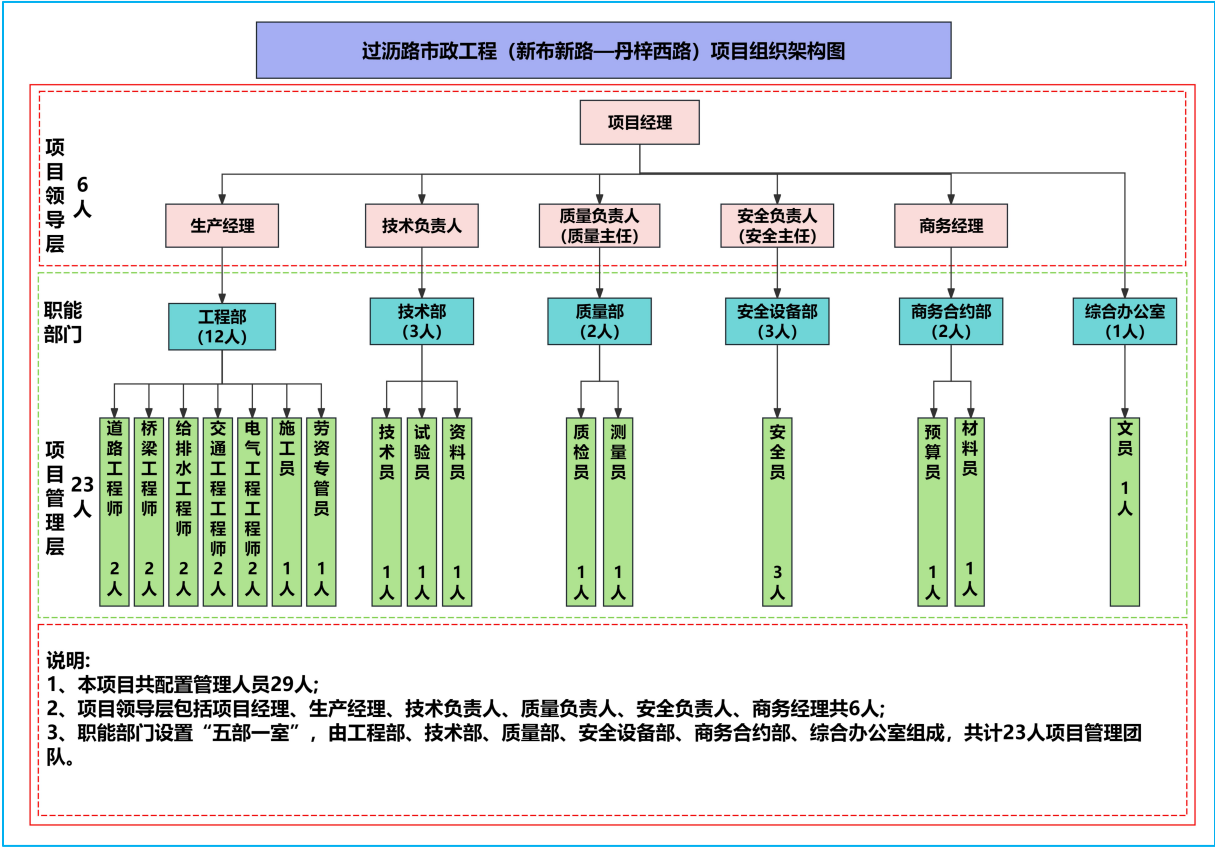 过沥路市政工程（新布新路—丹梓西路）项目组织架构图
项目领导层
6人
项目经理
生产经理
技术负责人
质量负责人
（质量主任）
安全负责人
（安全主任）
商务经理
职能
部门
工程部
（12人）
技术部
（3人）
质量部
（2人）
安全设备部
（3人）
商务合约部
（2人）
综合办公室
（1人）
项目管理层
23人
道路工程师 2人
桥梁工程师 2人
给排水工程师 2人
交通工程工程师 2人
电气工程工程师 2人
施工员 1人
劳资专管员 1人
技术员 1人
试验员 1人
资料员 1人
质检员 1人
测量员 1人
安全员 3人
预算员 1人
材料员 1人
文员 1人
说明:
1、本项目共配置管理人员29人;
2、项目领导层包括项目经理、生产经理、技术负责人、质量负责人、安全负责人、商务经理共6人;
3、职能部门设置“五部一室”，由工程部、技术部、质量部、安全设备部、商务合约部、综合办公室组成，共计23人项目管理团
队。